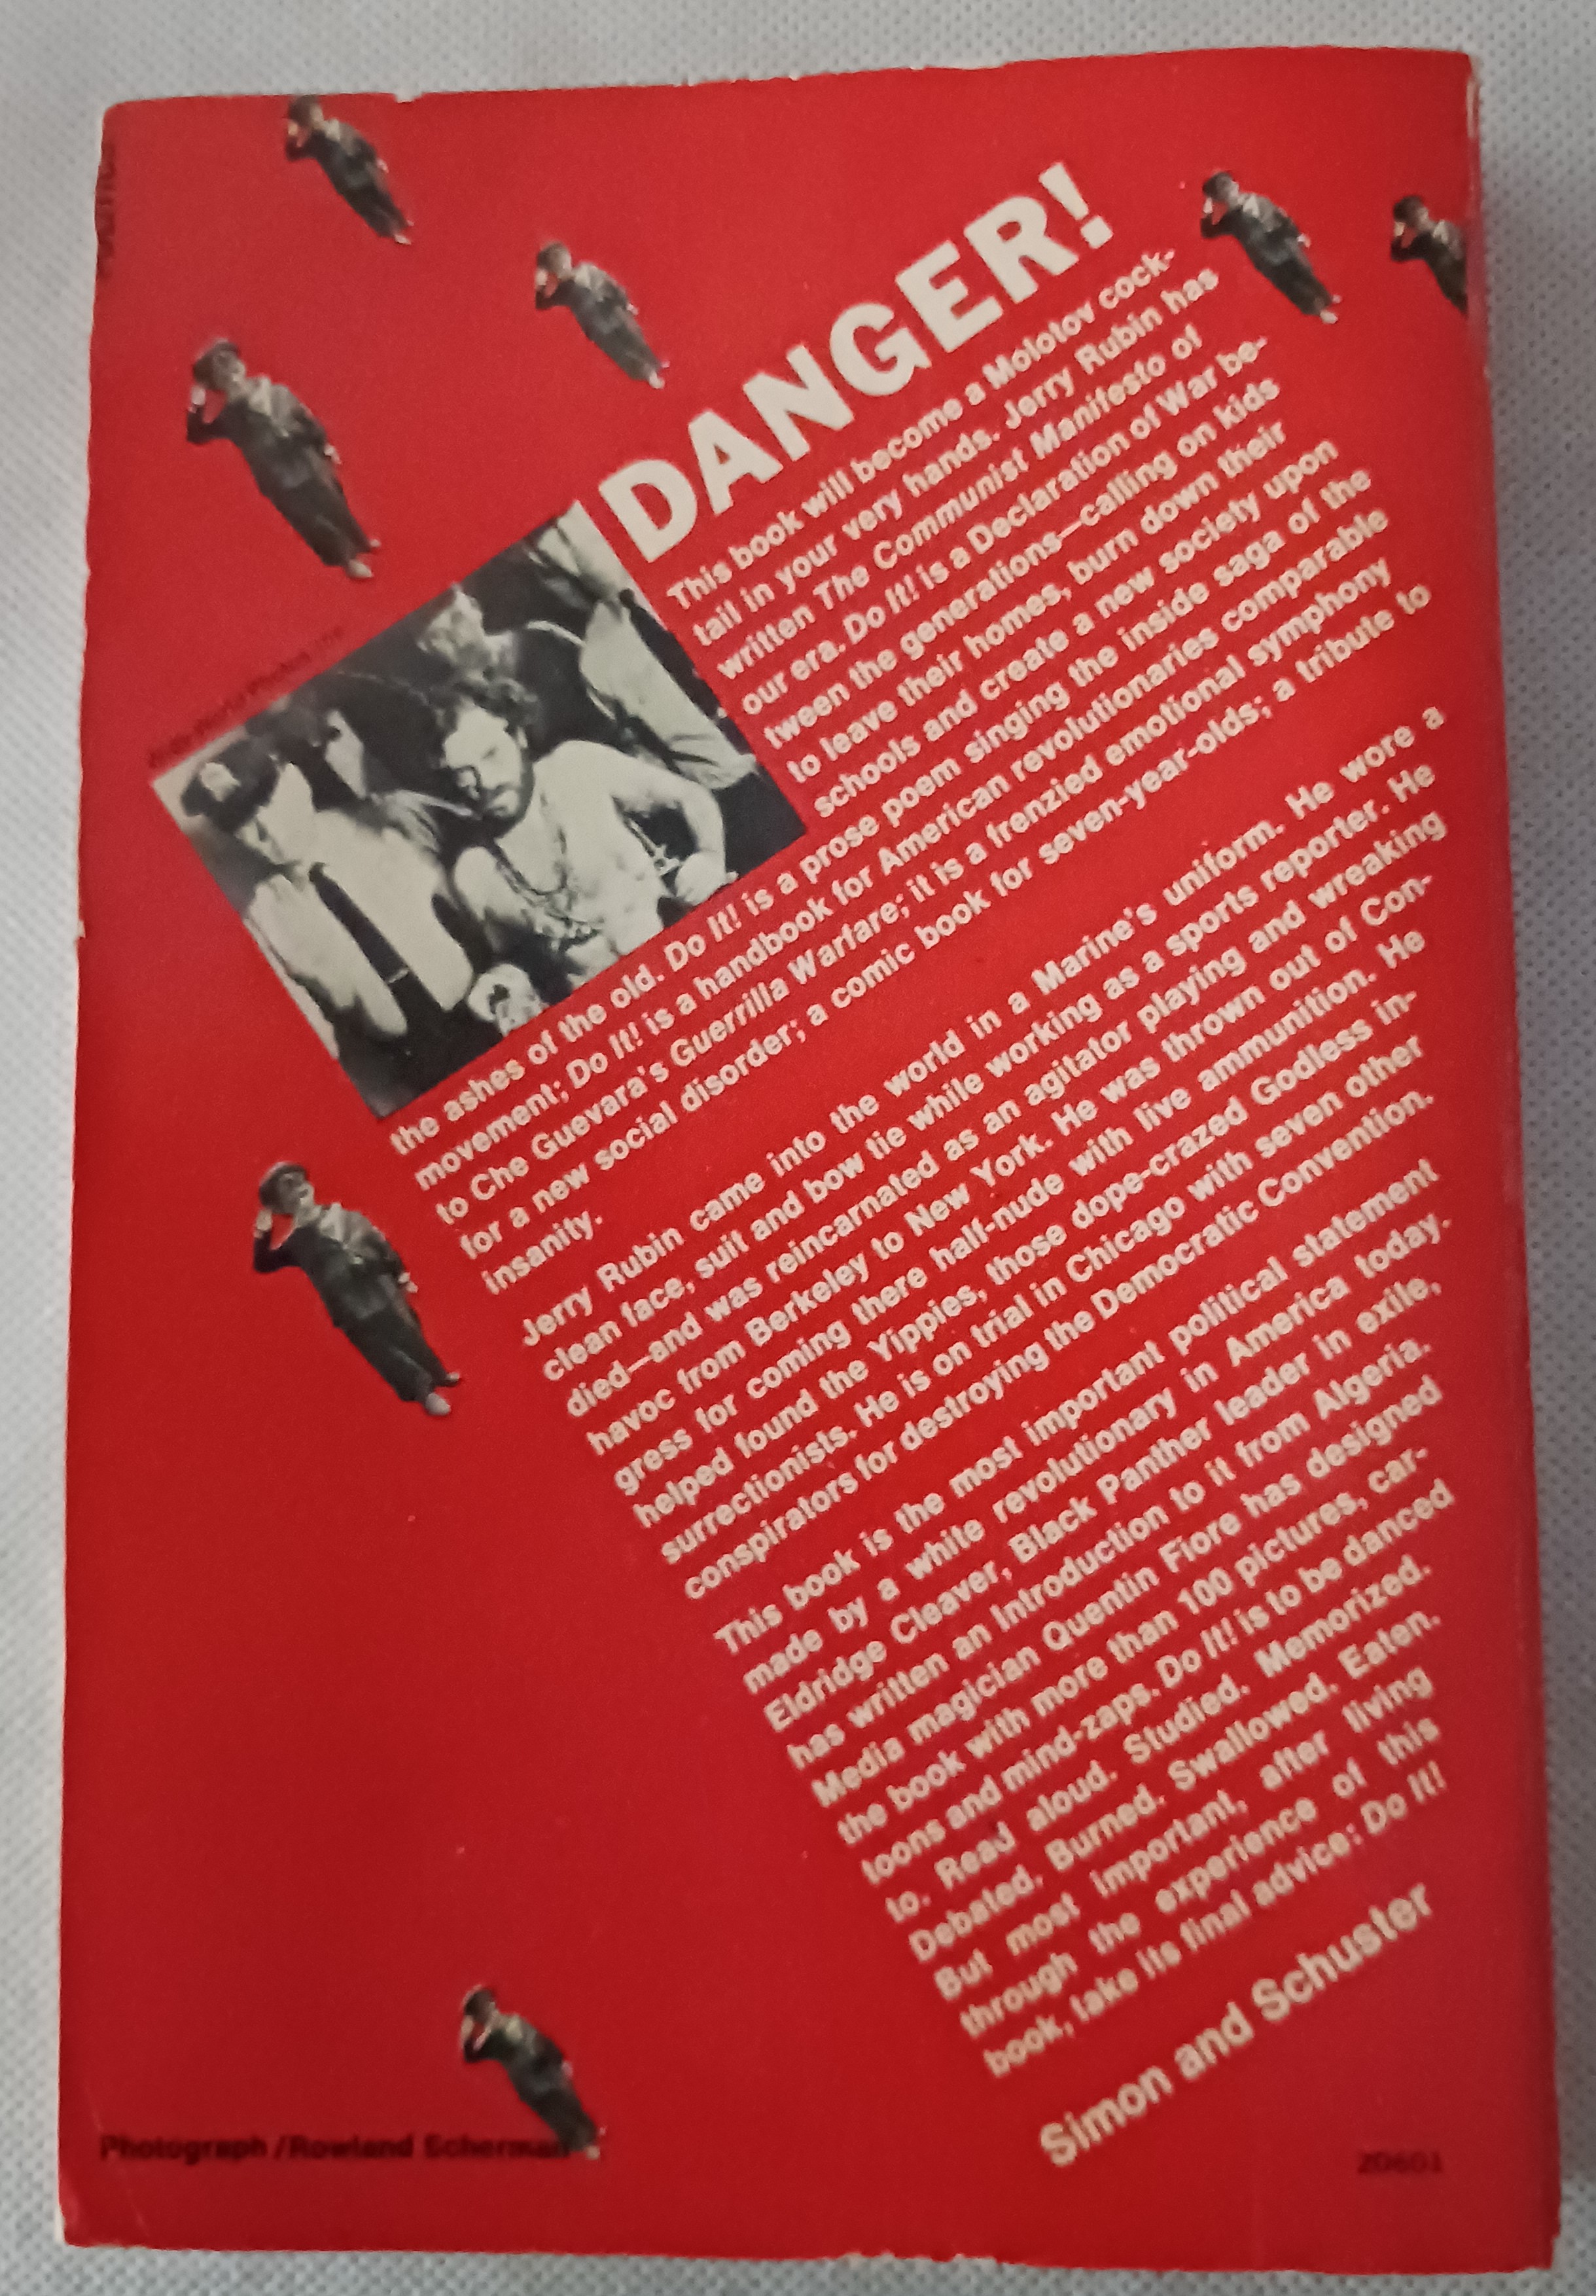 DANGER!
This book will become a Molotov cock-
tail in your very hands. Jerry Rubin has
written The Communist Manifesto of
our era. Do It! is a Declaration of War be-
tween the generations—calling on kids
to leave their homes, burn down their
schools and create a new society upon
the ashes of the old. Do It! is a prose poem singing the inside saga of the
movement; Do It! is a handbook for American revolutionaries comparable
to Che Guevara's Guerrilla Warfare; it is a frenzied emotional symphony
for a new social disorder; a comic book for seven-year-olds; a tribute to
insanity.
Jerry Rubin came into the world in a Marine's uniform. He wore a
clean face, suit and bow tie while working as a sports reporter. He
died—and was reincarnated as an agitator playing and wreaking
havoc from Berkeley to New York. He was thrown out of Con-
gress for coming there half-nude with live ammunition. He
helped found the Yippies, those dope-crazed Godless in-
surrectionists. He is on trial in Chicago with seven other
conspirators for destroying the Democratic Convention.
This book is the most important political statement
made by a white revolutionary in America today.
Eldridge Cleaver, Black Panther leader in exile,
has written an Introduction to it from Algeria.
Media magician Quentin Fiore has designed
the book with more than 100 pictures, car-
toons and mind-zaps. Do It! is to be danced
to. Read aloud. Studied. Memorized.
Debated. Burned. Swallowed. Eaten.
But most important, after living
through the experience of this
book, take its final advice: Do It!
Simon and Schuster
Photograph / Rowland Scherman
20601